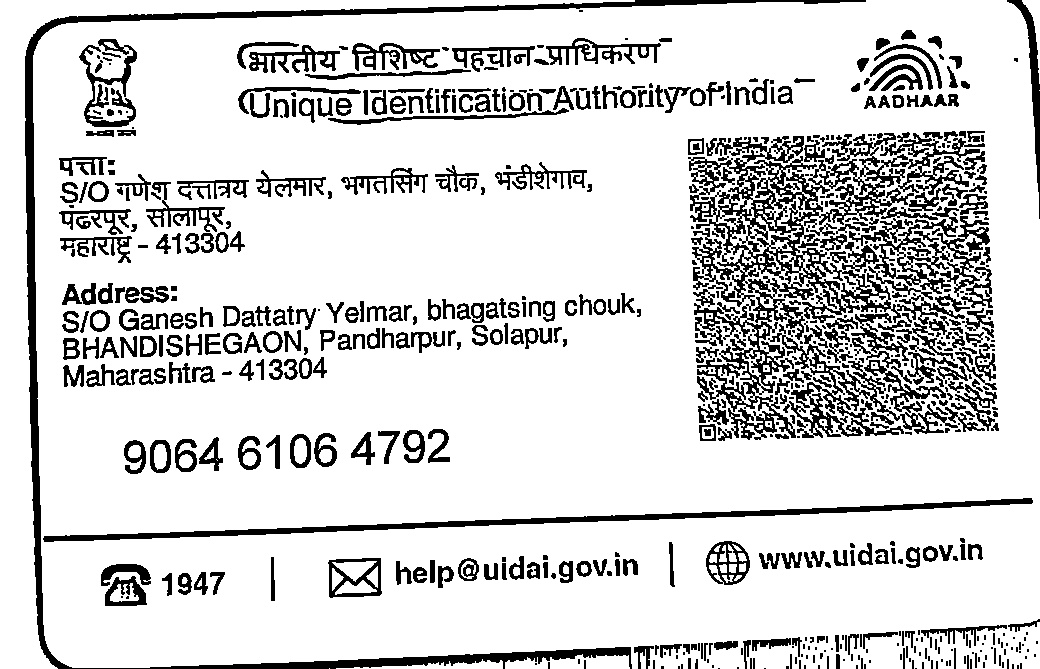 भारतीय विशिष्ट पहचान प्राधिकरण
Unique Identification Authority of India
AADHAAR
पत्ता:
S/O गणेश दत्तात्रय येलमार, भगतसिंग चौक, भंडीशेगाव,
पंढरपूर, सोलापूर,
महाराष्ट्र - 413304
Address:
S/O Ganesh Dattatry Yelmar, bhagatsing chouk,
BHANDISHEGAON, Pandharpur, Solapur,
Maharashtra - 413304
9064 6106 4792
1947
help@uidai.gov.in
www.uidai.gov.in